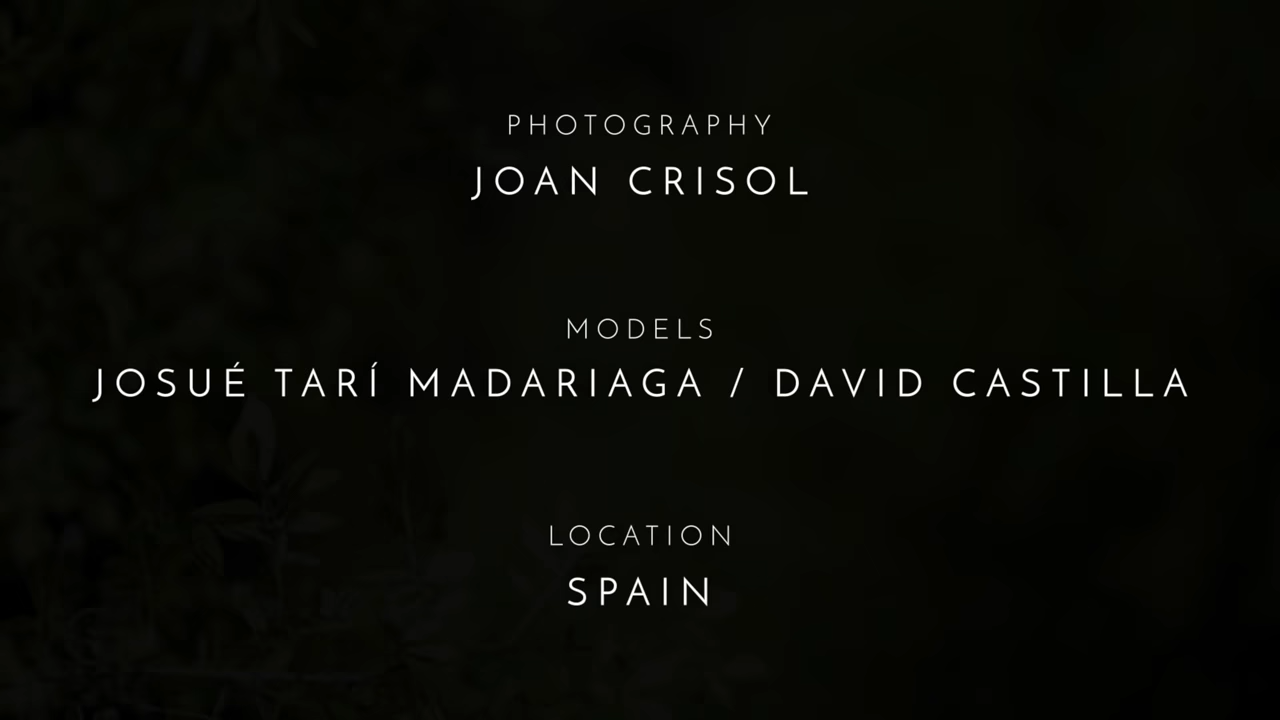 PHOTOGRAPHY
JOAN CRISOL
MODELS
JOSUÉ TARÍ MADARIAGA / DAVID CASTILLA
LOCATION
SPAIN